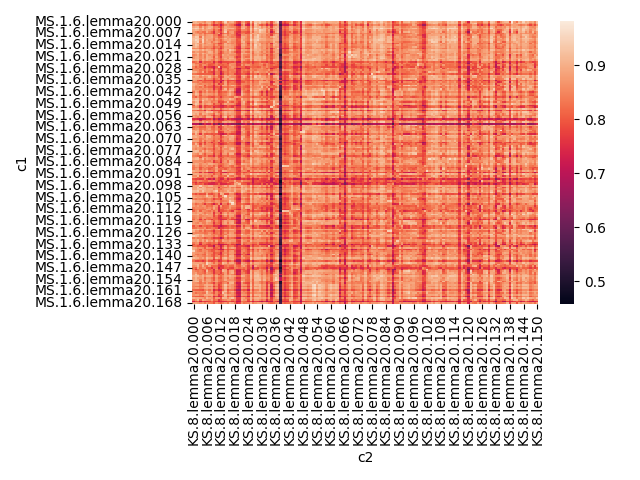 MS.1.6.lemma20.000
MS.1.6.lemma20.007
MS.1.6.lemma20.014
MS.1.6.lemma20.021
MS.1.6.lemma20.028
MS.1.6.lemma20.035
MS.1.6.lemma20.042
MS.1.6.lemma20.049
MS.1.6.lemma20.056
MS.1.6.lemma20.063
MS.1.6.lemma20.070
MS.1.6.lemma20.077
MS.1.6.lemma20.084
MS.1.6.lemma20.091
MS.1.6.lemma20.098
MS.1.6.lemma20.105
MS.1.6.lemma20.112
MS.1.6.lemma20.119
MS.1.6.lemma20.126
MS.1.6.lemma20.133
MS.1.6.lemma20.140
MS.1.6.lemma20.147
MS.1.6.lemma20.154
MS.1.6.lemma20.161
MS.1.6.lemma20.168
c1
KS.8.lemma20.000
KS.8.lemma20.006
KS.8.lemma20.012
KS.8.lemma20.018
KS.8.lemma20.024
KS.8.lemma20.030
KS.8.lemma20.036
KS.8.lemma20.042
KS.8.lemma20.048
KS.8.lemma20.054
KS.8.lemma20.060
KS.8.lemma20.066
KS.8.lemma20.072
KS.8.lemma20.078
KS.8.lemma20.084
KS.8.lemma20.090
KS.8.lemma20.096
KS.8.lemma20.102
KS.8.lemma20.108
KS.8.lemma20.114
KS.8.lemma20.120
KS.8.lemma20.126
KS.8.lemma20.132
KS.8.lemma20.138
KS.8.lemma20.144
KS.8.lemma20.150
c2
0.9
0.8
0.7
0.6
0.5